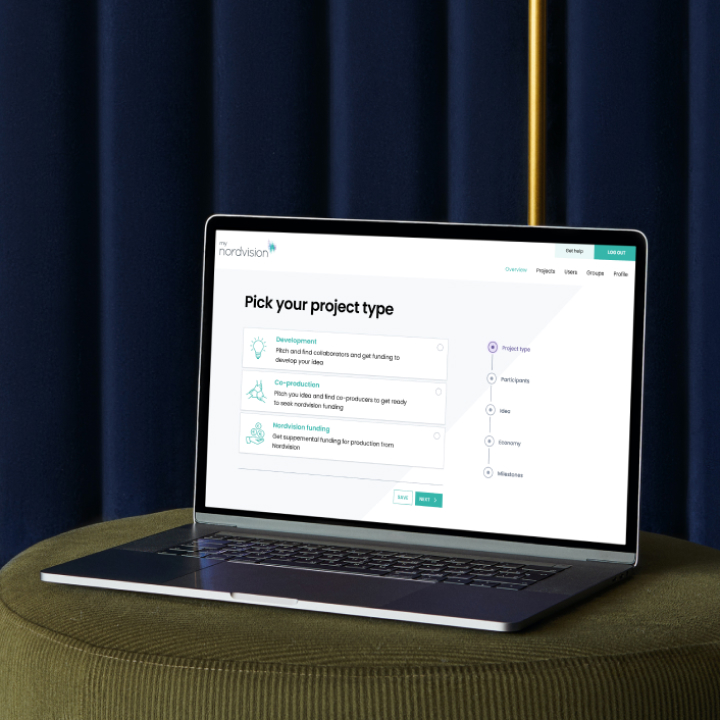 my
nordvision
Get help
LOG OUT
Overview
Projects
Users
Groups
Profile
Pick your project type
Development
Pitch and find collaborators and get funding to
develop your idea
Co-production
Pitch you idea and find co-producers to get ready
to seek nordvision funding
Nordvision funding
Get suppemental funding for production from
Nordvision
SAVE
NEXT
Project type
Participants
Idea
Economy
Milestones